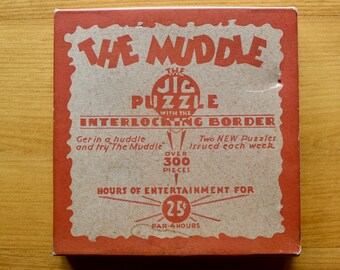 THE MUDDLE
THE
JIG
PUZZLE
WITH THE
INTERLOCKING BORDER
Get in a huddle
and try "The Muddle"
Two NEW Puzzles
issued each week
OVER
300
PIECES
HOURS OF ENTERTAINMENT FOR
25¢
PAR-4 HOURS